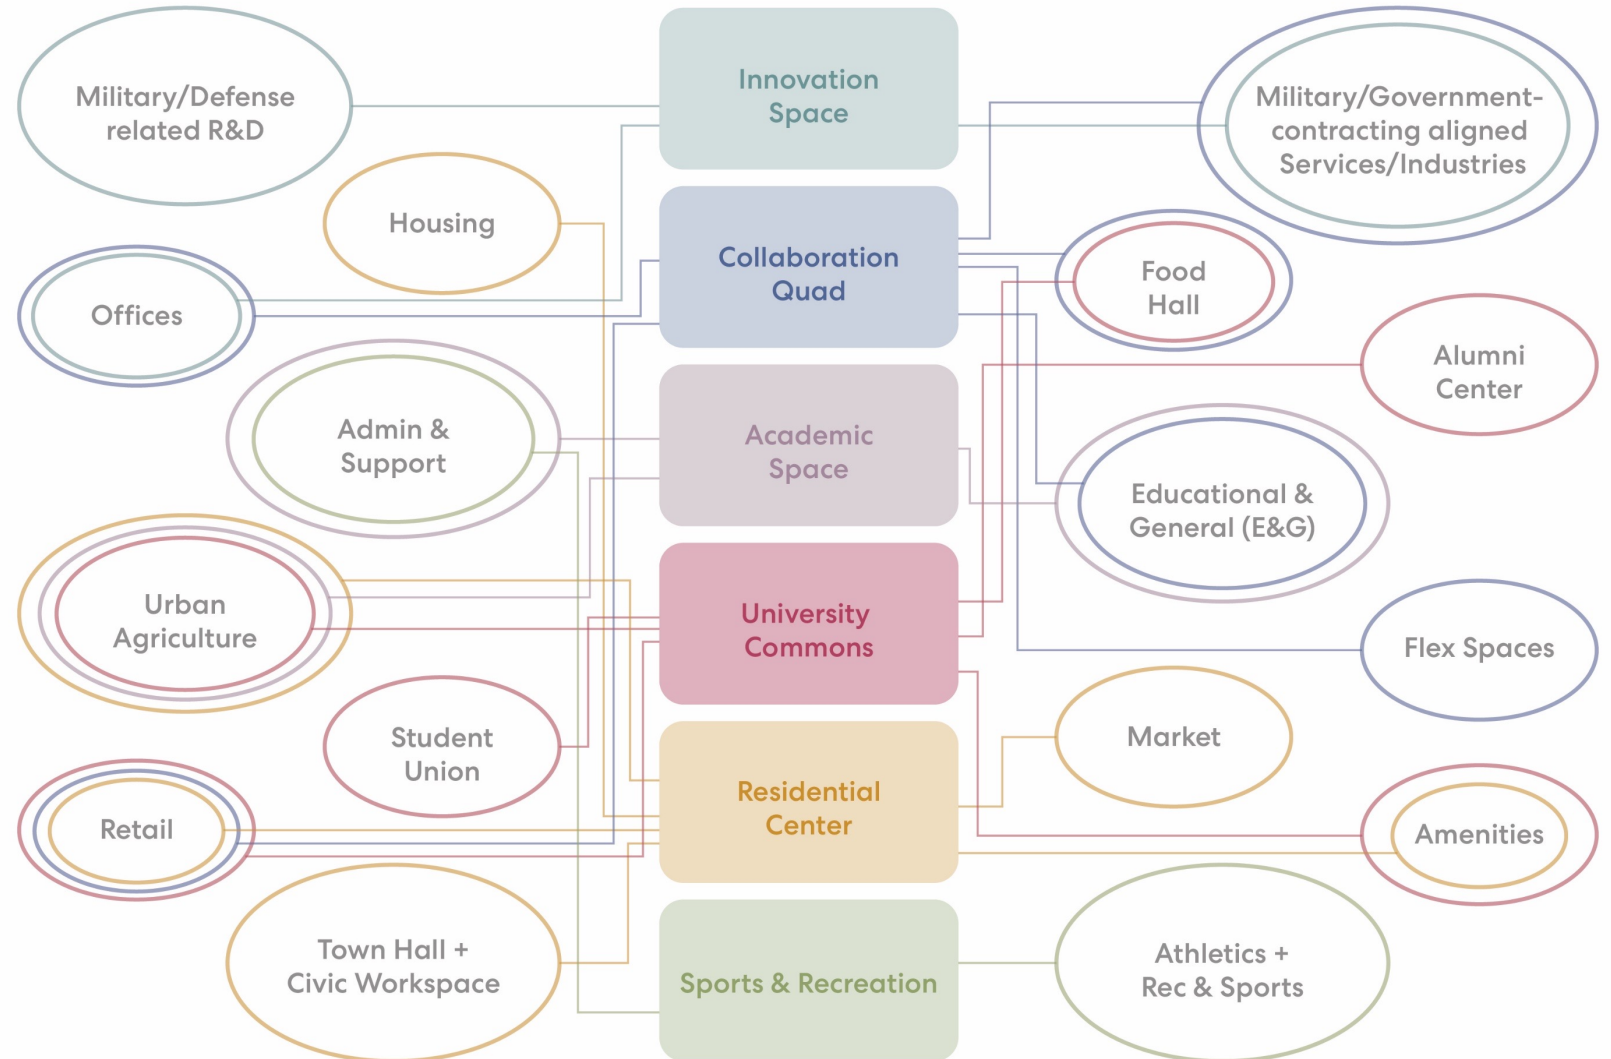 Innovation
Space
Military/Defense
related R&D
Military/Government-
contracting aligned
Services/Industries
Housing
Collaboration
Quad
Food
Hall
Offices
Alumni
Center
Admin &
Support
Academic
Space
Educational &
General (E&G)
Urban
Agriculture
University
Commons
Flex Spaces
Student
Union
Market
Retail
Residential
Center
Amenities
Town Hall +
Civic Workspace
Sports & Recreation
Athletics +
Rec & Sports